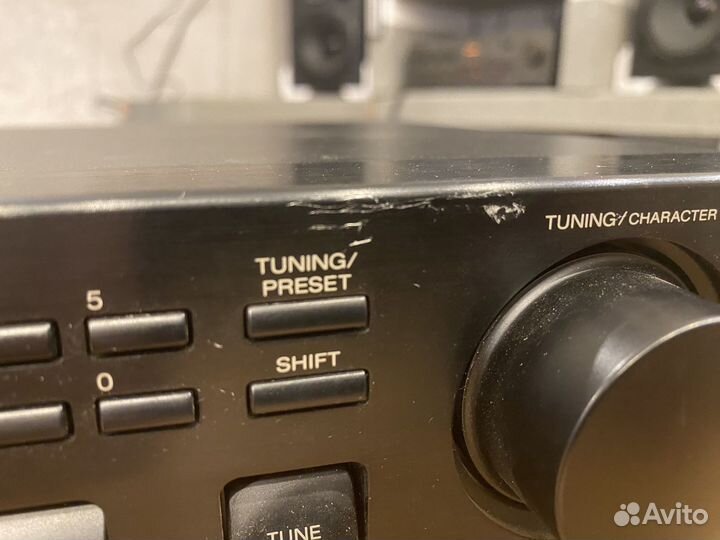 TUNING/CHARACTER
TUNING/
PRESET
5
SHIFT
0
TUNE
Avito